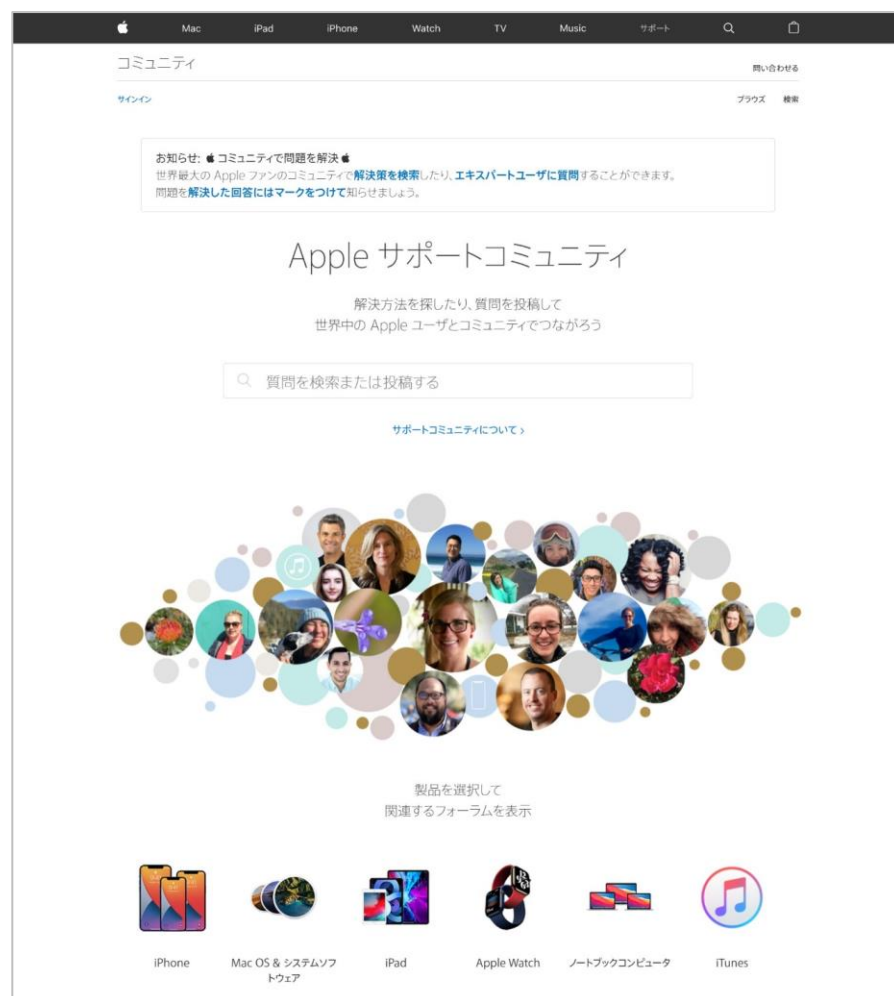 Mac iPad iPhone Watch TV Music サポート
コミュニティ
問い合わせる
サインイン
ブラウズ 検索
お知らせ: コミュニティで問題を解決
世界最大の Apple ファンのコミュニティで解決策を検索したり、エキスパートユーザに質問することができます。
問題を解決した回答にはマークをつけて知らせましょう。
Apple サポートコミュニティ
解決方法を探したり、質問を投稿して
世界中の Apple ユーザとコミュニティでつながろう
質問を検索または投稿する
サポートコミュニティについて >
製品を選択して
関連するフォーラムを表示
iPhone
Mac OS & システムソフ
トウェア
iPad
Apple Watch
ノートブックコンピュータ
iTunes